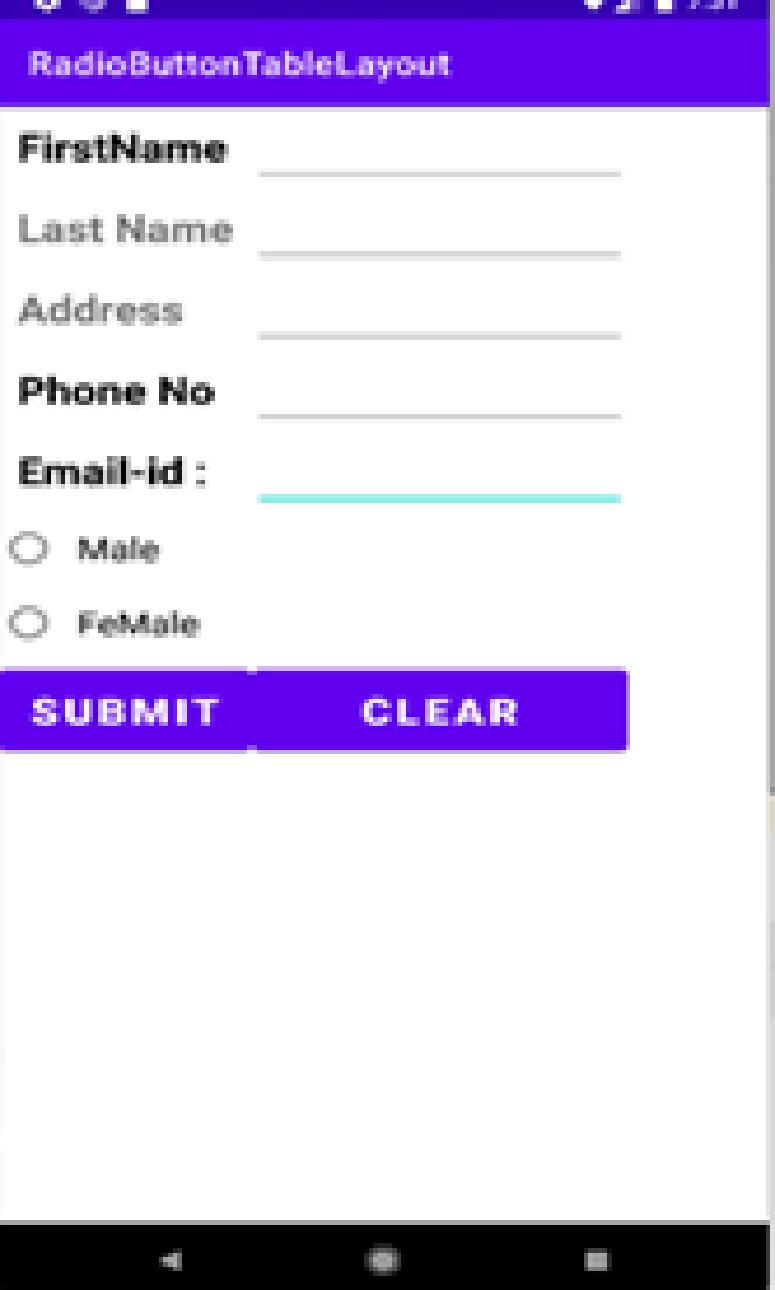 RadioButtonTableLayout
FirstName
Last Name
Address
Phone No
Email-id :
Male
FeMale
SUBMIT CLEAR